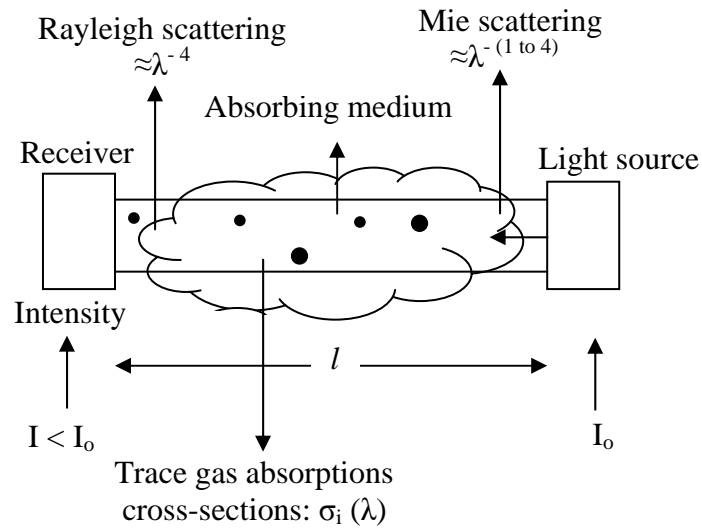 Rayleigh scattering
≈λ⁻⁴
Mie scattering
≈λ⁻⁽¹ ᵗᵒ ⁴⁾
Absorbing medium
Receiver
Light source
Intensity
l
I < Iₒ
Iₒ
Trace gas absorptions
cross-sections: σᵢ (λ)